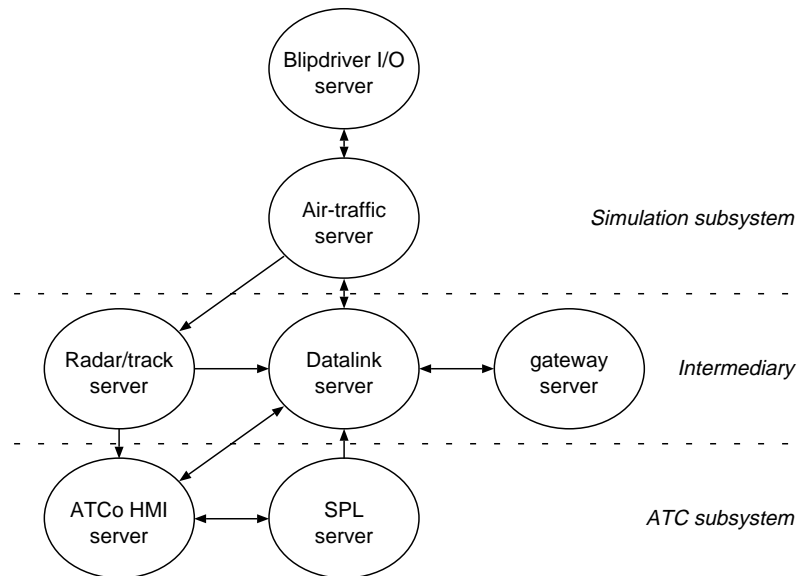 Blipdriver I/O
server
Air-traffic
server
Simulation subsystem
Radar/track
server
Datalink
server
gateway
server
Intermediary
ATCo HMI
server
SPL
server
ATC subsystem